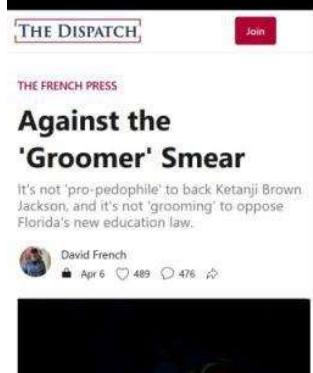 THE DISPATCH
Join
THE FRENCH PRESS
Against the
'Groomer' Smear
It's not 'pro-pedophile' to back Ketanji Brown
Jackson, and it's not 'grooming' to oppose
Florida's new education law.
David French
Apr 6 489 476